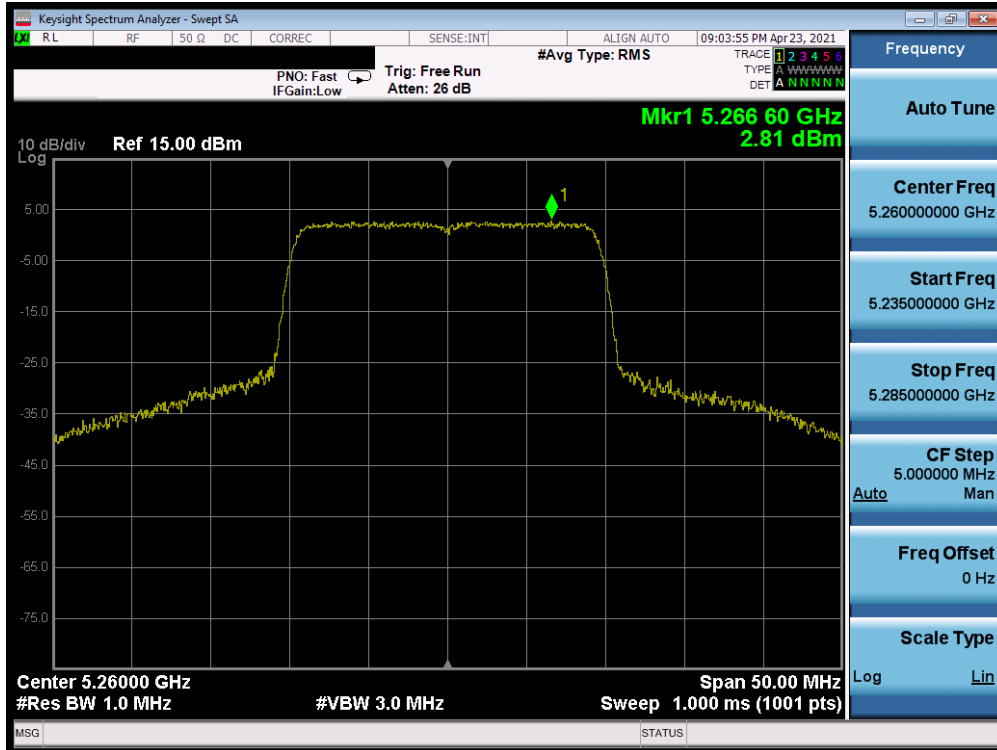 Keysight Spectrum Analyzer - Swept SA
LXI RL RF 50 Ω DC CORREC SENSE:INT ALIGN AUTO 09:03:55 PM Apr 23, 2021
#Avg Type: RMS
TRACE 1 2 3 4 5 6
PNO: Fast Trig: Free Run
TYPE A WWWWW
IFGain:Low Atten: 26 dB
DET A N N N N N
Mkr1 5.266 60 GHz
2.81 dBm
10 dB/div Ref 15.00 dBm
Log
1
5.00
-5.00
-15.0
-25.0
-35.0
-45.0
-55.0
-65.0
-75.0
Center 5.26000 GHz Span 50.00 MHz
#Res BW 1.0 MHz #VBW 3.0 MHz Sweep 1.000 ms (1001 pts)
MSG STATUS
Frequency
Auto Tune
Center Freq
5.260000000 GHz
Start Freq
5.235000000 GHz
Stop Freq
5.285000000 GHz
CF Step
5.000000 MHz
Auto Man
Freq Offset
0 Hz
Scale Type
Log Lin